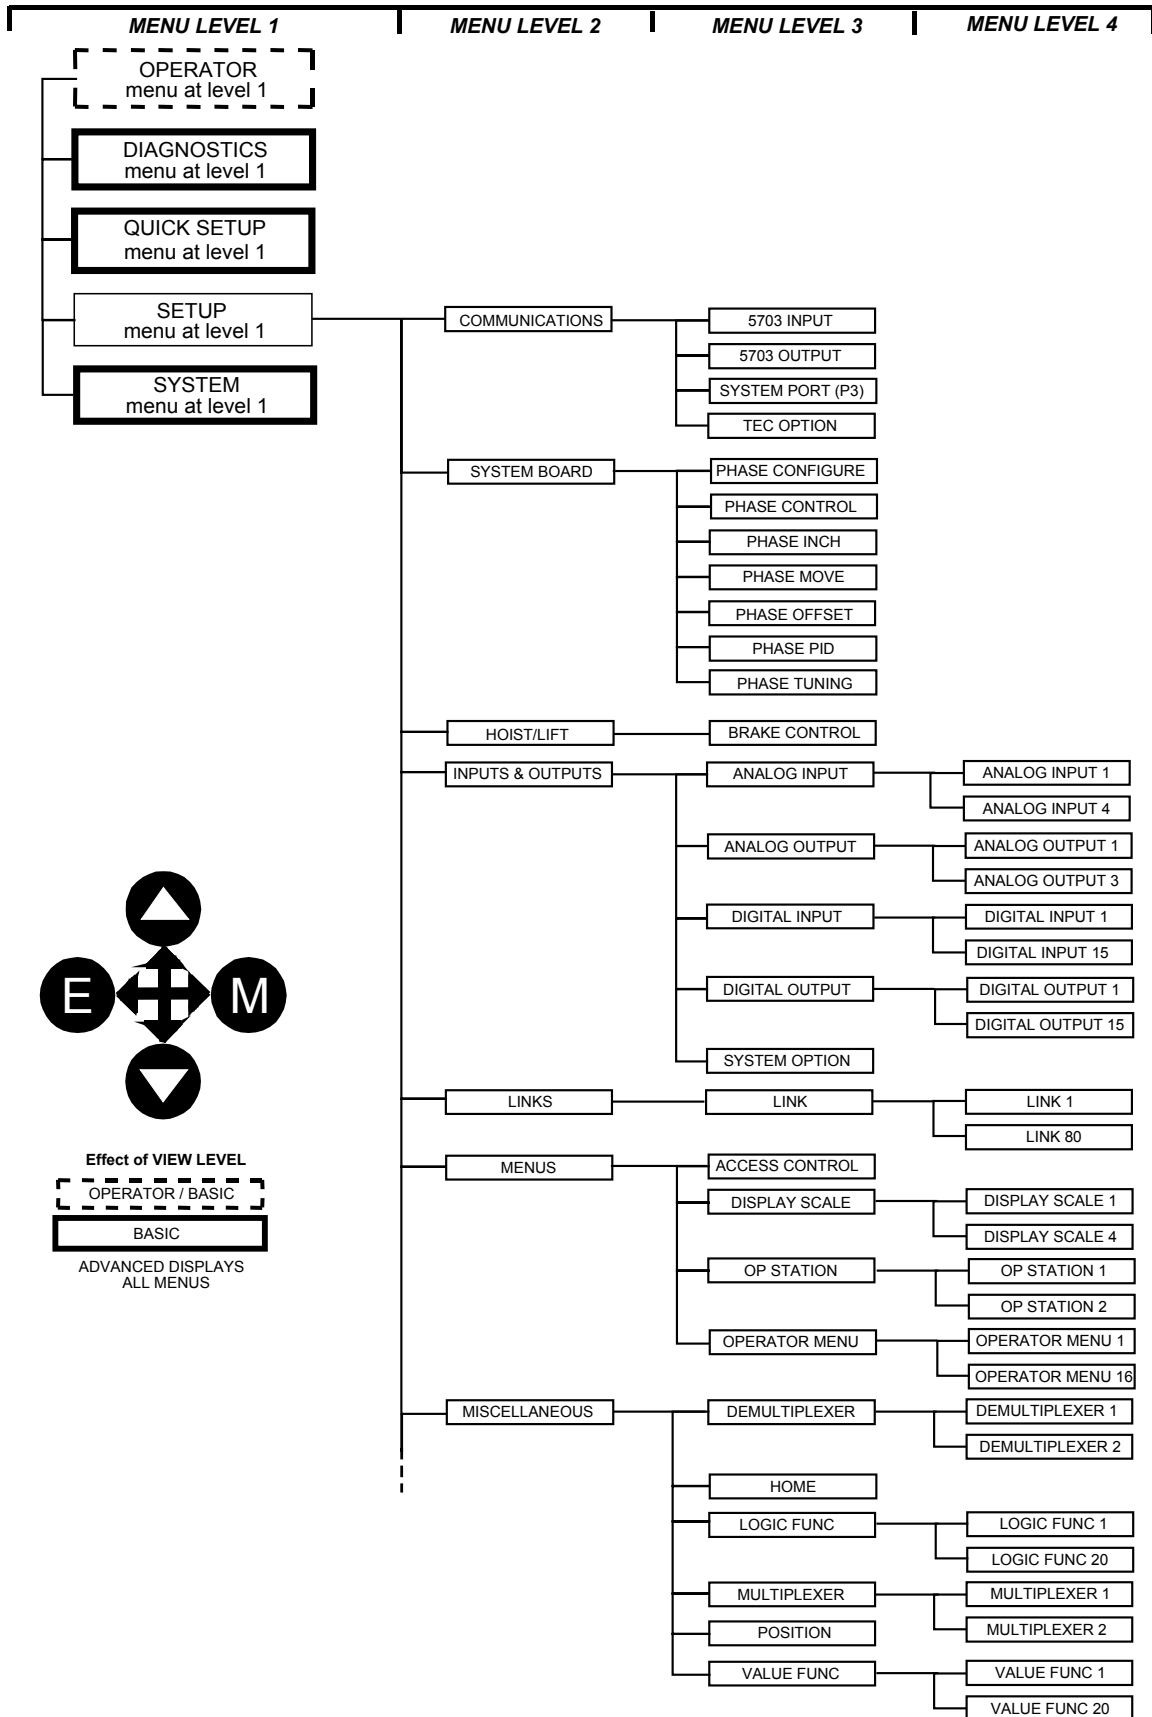 MENU LEVEL 1
MENU LEVEL 2
MENU LEVEL 3
MENU LEVEL 4
OPERATOR
menu at level 1
DIAGNOSTICS
menu at level 1
QUICK SETUP
menu at level 1
SETUP
menu at level 1
SYSTEM
menu at level 1
COMMUNICATIONS
5703 INPUT
5703 OUTPUT
SYSTEM PORT (P3)
TEC OPTION
SYSTEM BOARD
PHASE CONFIGURE
PHASE CONTROL
PHASE INCH
PHASE MOVE
PHASE OFFSET
PHASE PID
PHASE TUNING
HOIST/LIFT
BRAKE CONTROL
INPUTS & OUTPUTS
ANALOG INPUT
ANALOG INPUT 1
ANALOG INPUT 4
ANALOG OUTPUT
ANALOG OUTPUT 1
ANALOG OUTPUT 3
DIGITAL INPUT
DIGITAL INPUT 1
DIGITAL INPUT 15
DIGITAL OUTPUT
DIGITAL OUTPUT 1
DIGITAL OUTPUT 15
SYSTEM OPTION
LINKS
LINK
LINK 1
LINK 80
MENUS
ACCESS CONTROL
DISPLAY SCALE
DISPLAY SCALE 1
DISPLAY SCALE 4
OP STATION
OP STATION 1
OP STATION 2
OPERATOR MENU
OPERATOR MENU 1
OPERATOR MENU 16
MISCELLANEOUS
DEMULTIPLEXER
DEMULTIPLEXER 1
DEMULTIPLEXER 2
HOME
LOGIC FUNC
LOGIC FUNC 1
LOGIC FUNC 20
MULTIPLEXER
MULTIPLEXER 1
MULTIPLEXER 2
POSITION
VALUE FUNC
VALUE FUNC 1
VALUE FUNC 20
E
M
Effect of VIEW LEVEL
OPERATOR / BASIC
BASIC
ADVANCED DISPLAYS
ALL MENUS